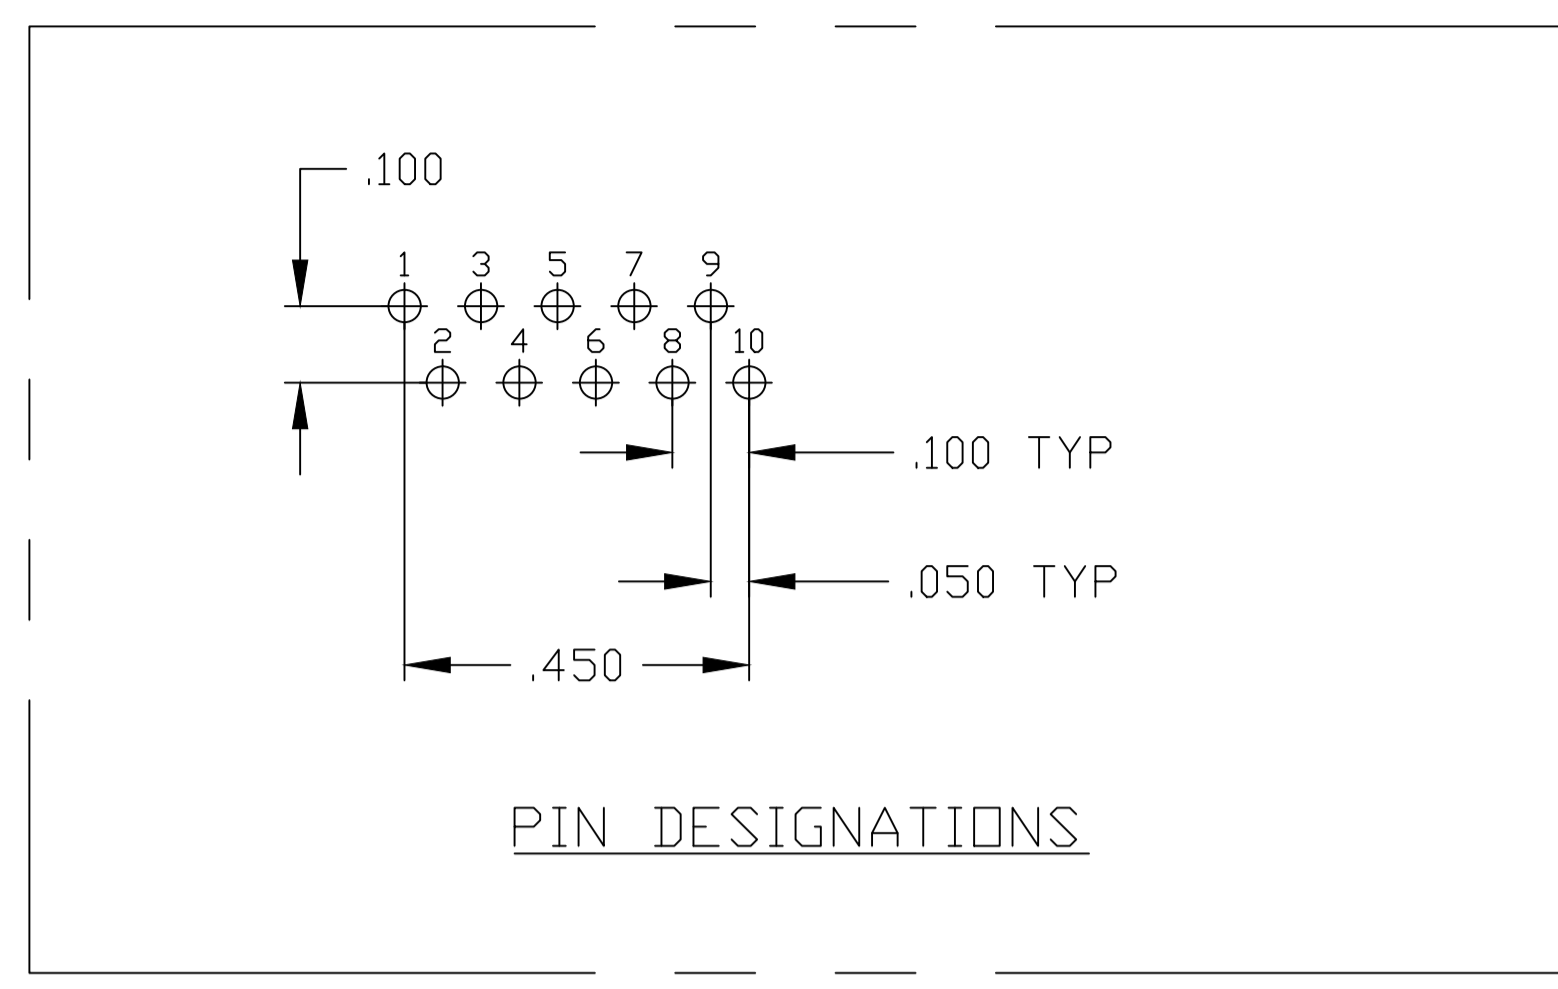 .100
1 3 5 7 9
2 4 6 8 10
.100 TYP
.050 TYP
.450
PIN DESIGNATIONS